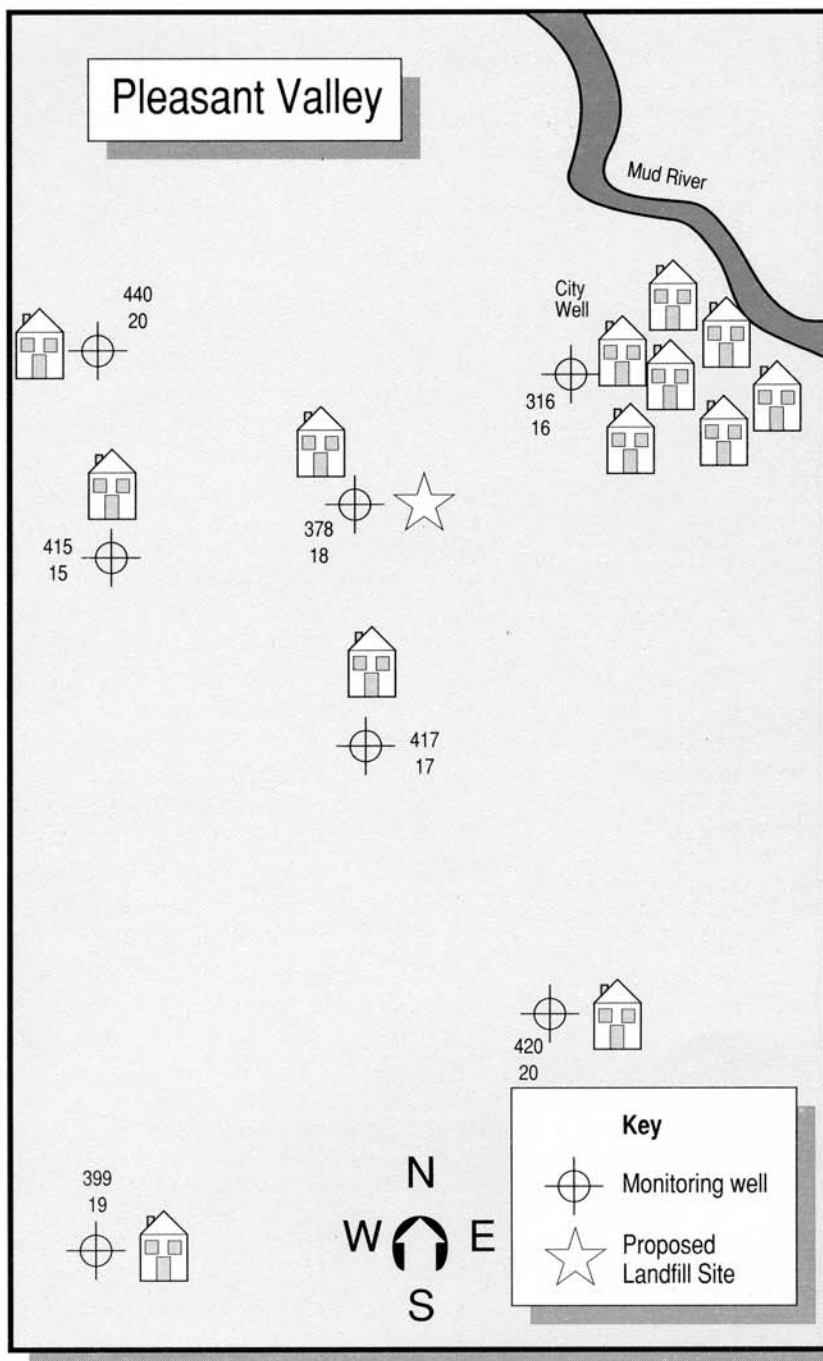 Pleasant Valley
Mud River
440
20
City
Well
316
16
378
18
415
15
417
17
420
20
399
19
N
W
E
S
Key
Monitoring well
Proposed
Landfill Site